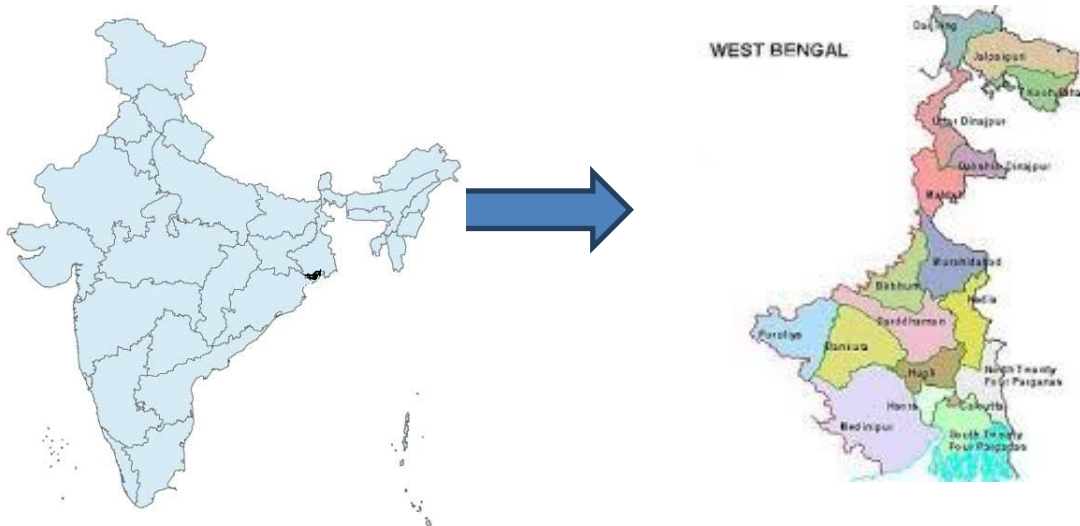 WEST BENGAL
Jalpaiguri
Uttar Dinajpur
Dakshin Dinajpur
Maldah
Murshidabad
Birbhum
Nadia
Barddhaman
Puruliya
Bankura
Hugli
North Twenty
Four Parganas
Haora
Calcutta
Medinipur
South Twenty
Four Parganas